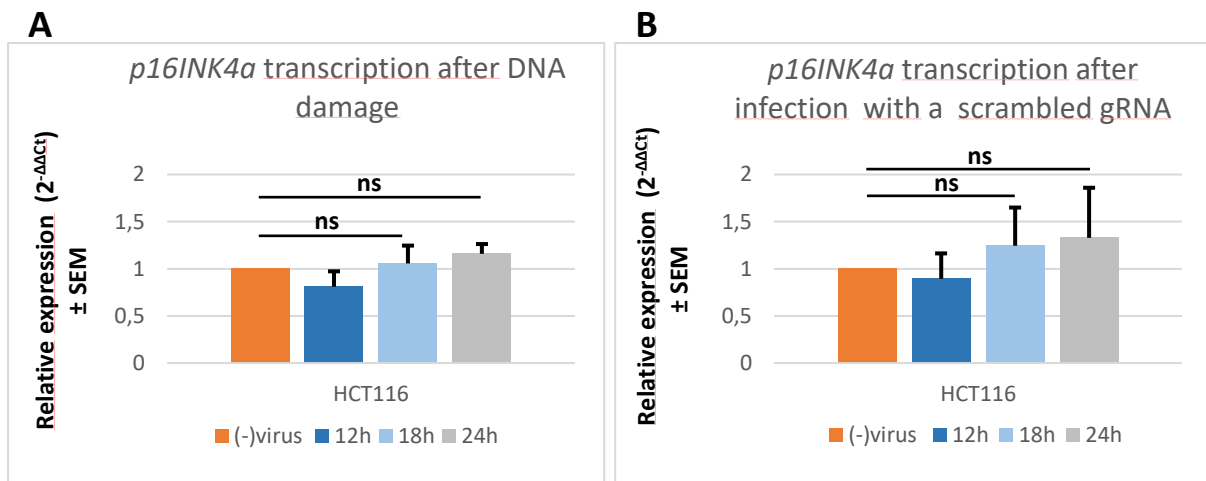 A
p16INK4a transcription after DNA
damage
Relative expression (2-ΔΔCt)
± SEM
2
1,5
1
0,5
0
ns
ns
HCT116
(-)virus 12h 18h 24h
B
p16INK4a transcription after
infection with a scrambled gRNA
Relative expression (2-ΔΔCt)
± SEM
2
1,5
1
0,5
0
ns
ns
HCT116
(-)virus 12h 18h 24h